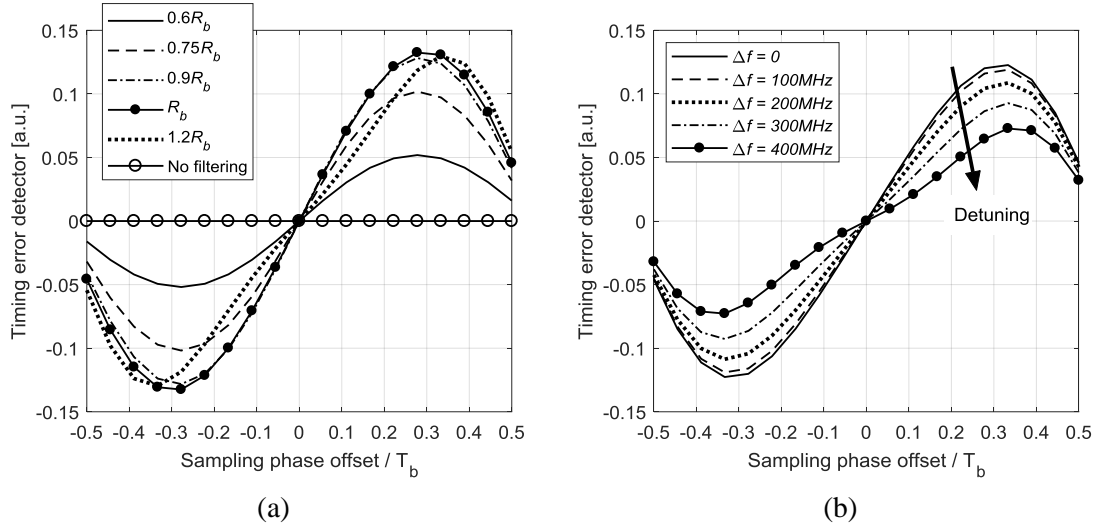 0.6R_b
0.75R_b
0.9R_b
R_b
1.2R_b
No filtering
0.15
0.1
0.05
0
-0.05
-0.1
-0.15
Timing error detector [a.u.]
-0.5 -0.4 -0.3 -0.2 -0.1 0 0.1 0.2 0.3 0.4 0.5
Sampling phase offset / T_b
(a)
Δf = 0
Δf = 100MHz
Δf = 200MHz
Δf = 300MHz
Δf = 400MHz
Detuning
0.15
0.1
0.05
0
-0.05
-0.1
-0.15
Timing error detector [a.u.]
-0.5 -0.4 -0.3 -0.2 -0.1 0 0.1 0.2 0.3 0.4 0.5
Sampling phase offset / T_b
(b)